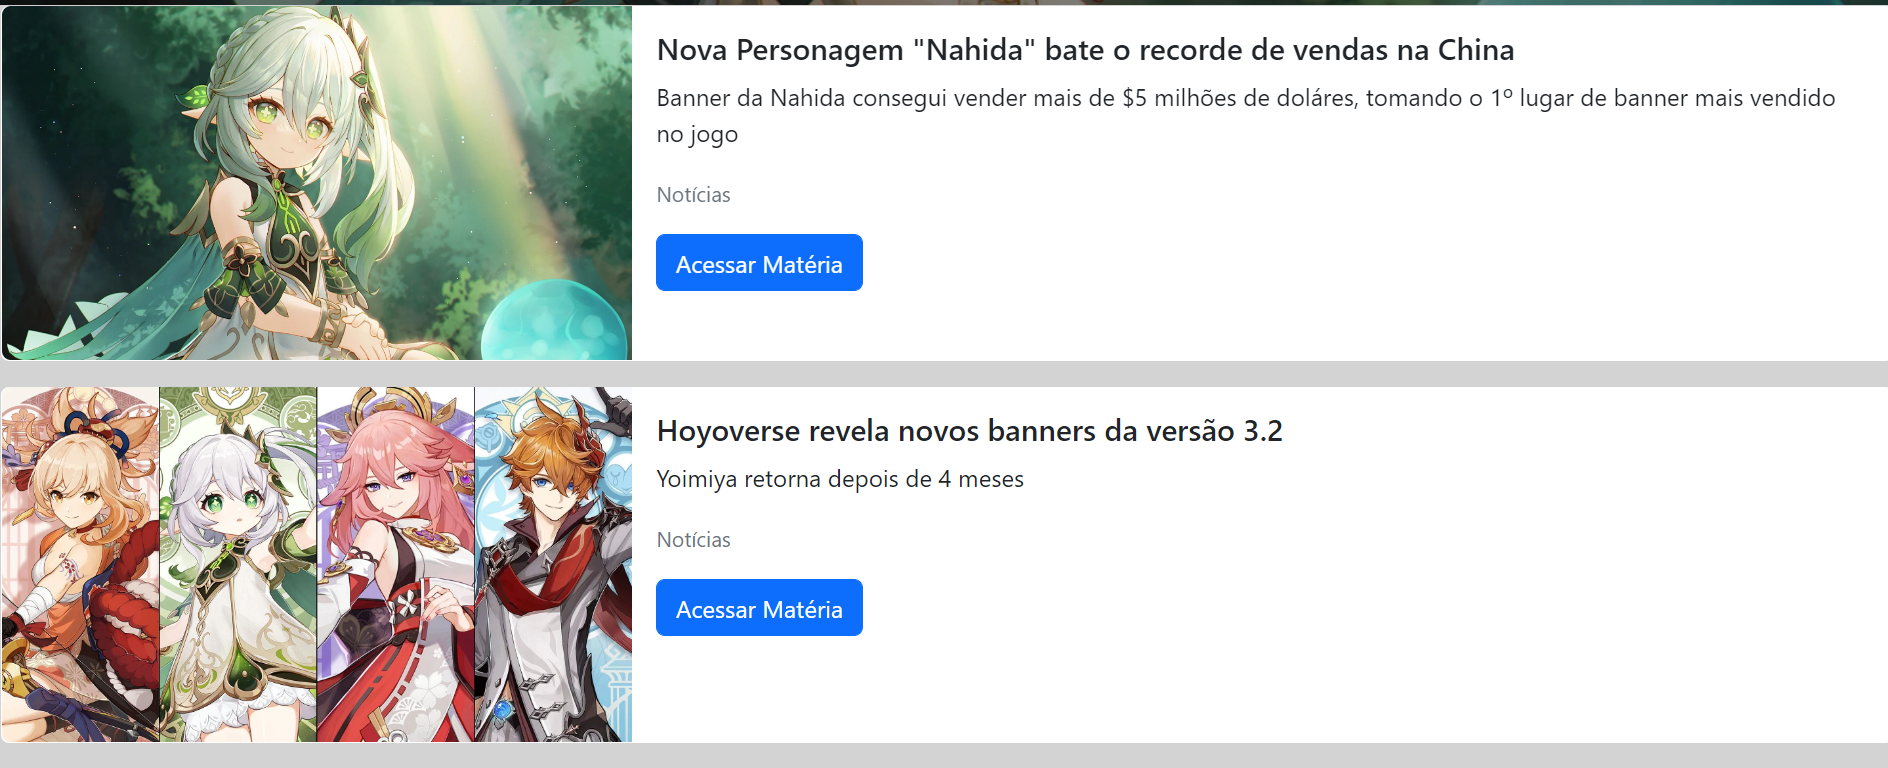 Nova Personagem "Nahida" bate o recorde de vendas na China
Banner da Nahida consegui vender mais de $5 milhões de doláres, tomando o 1º lugar de banner mais vendido
no jogo
Notícias
Acessar Matéria
Hoyoverse revela novos banners da versão 3.2
Yoimiya retorna depois de 4 meses
Notícias
Acessar Matéria